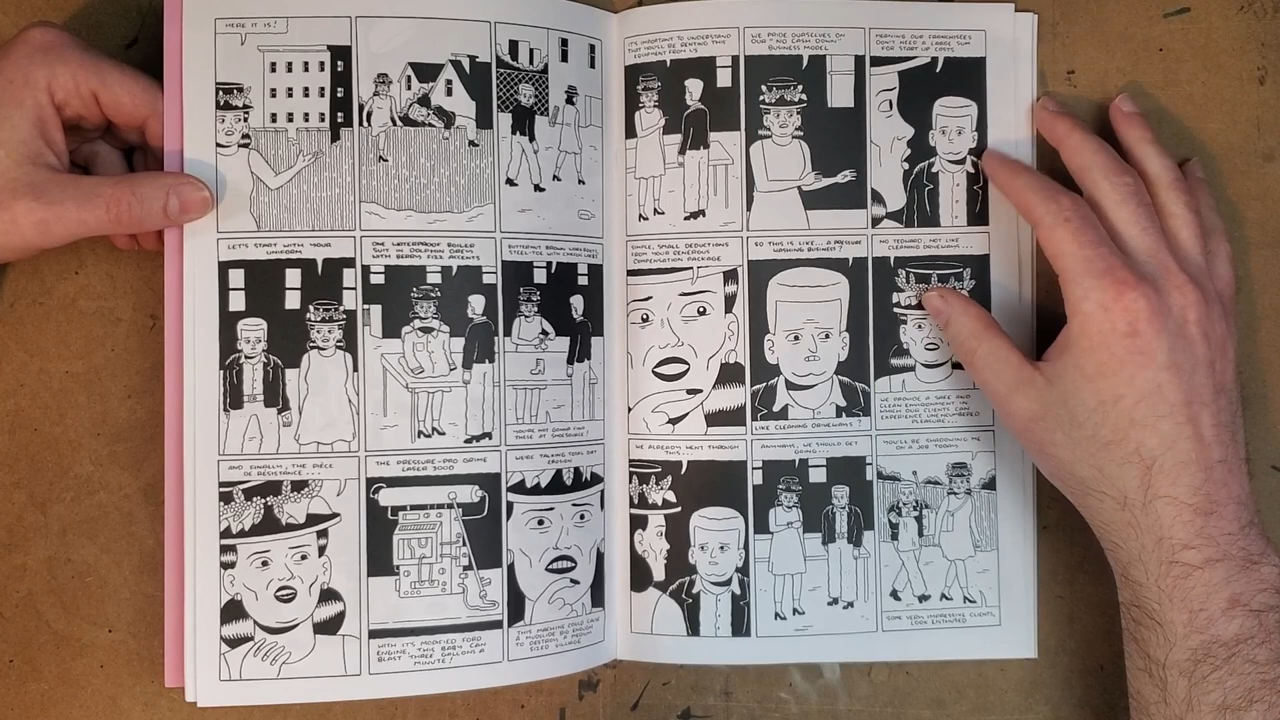 HERE IT IS!
LET'S START WITH YOUR
UNIFORM
ONE WATERPROOF BOILER
SUIT IN DOLPHIN GREYS
WITH BERRY FIZZ ACCENTS
BUTTERNUT BROWN WORK BOOTS,
STEEL-TOE WITH LACES
YOU'RE NOT GONNA FIND
THESE AT SHOESOURCE!
AND FINALLY, THE PIÈCE
DE RESISTANCE...
THE PRESSURE-PRO GRIME
LASER 3000
WITH ITS MODIFIED FORD
ENGINE, THIS BABY CAN
BLAST THREE GALLONS A
MINUTE!
WE'RE TALKING TOTAL DIRT
EROSION
THIS MACHINE COULD CAUSE
A MUDSLIDE BIG ENOUGH
TO DESTROY A MEDIUM
SIZED VILLAGE
IT'S IMPORTANT TO UNDERSTAND
THAT YOU'LL BE RENTING THIS
EQUIPMENT FROM US
WE PRIDE OURSELVES ON
OUR "NO CASH DOWN"
BUSINESS MODEL
MEANING OUR FRANCHISEES
DON'T NEED A LARGE SUM
FOR START UP COSTS
SIMPLE, SMALL DEDUCTIONS
FROM YOUR GENEROUS
COMPENSATION PACKAGE
SO THIS IS LIKE... A PRESSURE
WASHING BUSINESS?
LIKE CLEANING DRIVEWAYS?
NO TEDWARD, NOT LIKE
CLEANING DRIVEWAYS...
WE PROVIDE A SAFE AND
CLEAN ENVIRONMENT IN
WHICH OUR CLIENTS CAN
EXPERIENCE UNENCUMBERED
PLEASURE...
WE ALREADY WENT THROUGH
THIS...
ANYWAYS, WE SHOULD GET
GOING...
YOU'LL BE SHADOWING ME
ON A JOB TODAY
SOME VERY IMPRESSIVE CLIENTS,
LOOK ENTHUSED